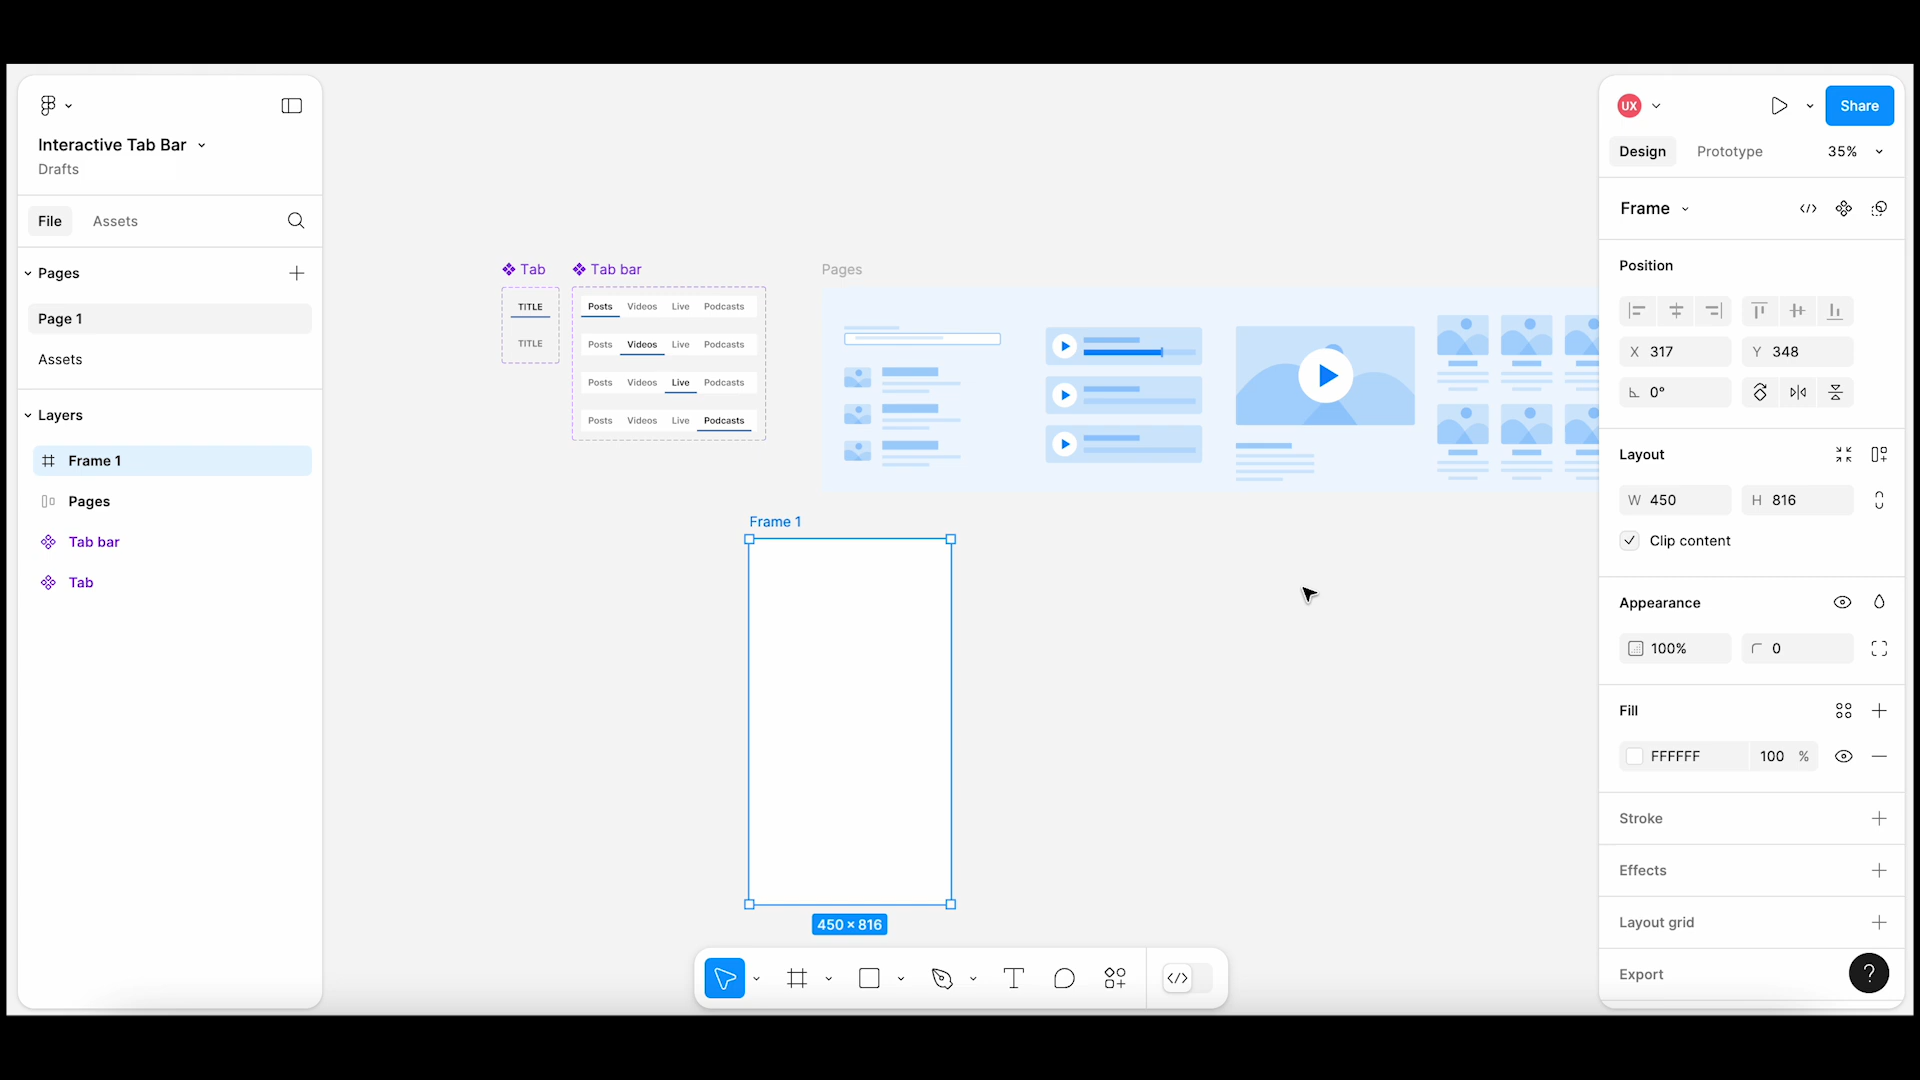 Interactive Tab Bar
Drafts
File
Assets
Pages
Page 1
Assets
Layers
Frame 1
Pages
Tab bar
Tab
Tab
TITLE
TITLE
Tab bar
Posts Videos Live Podcasts
Posts Videos Live Podcasts
Posts Videos Live Podcasts
Posts Videos Live Podcasts
Pages
Frame 1
450 × 816
UX
Share
Design
Prototype
35%
Frame
Position
X 317
Y 348
0°
Layout
W 450
H 816
Clip content
Appearance
100%
0
Fill
FFFFFF
100 %
Stroke
Effects
Layout grid
Export
?